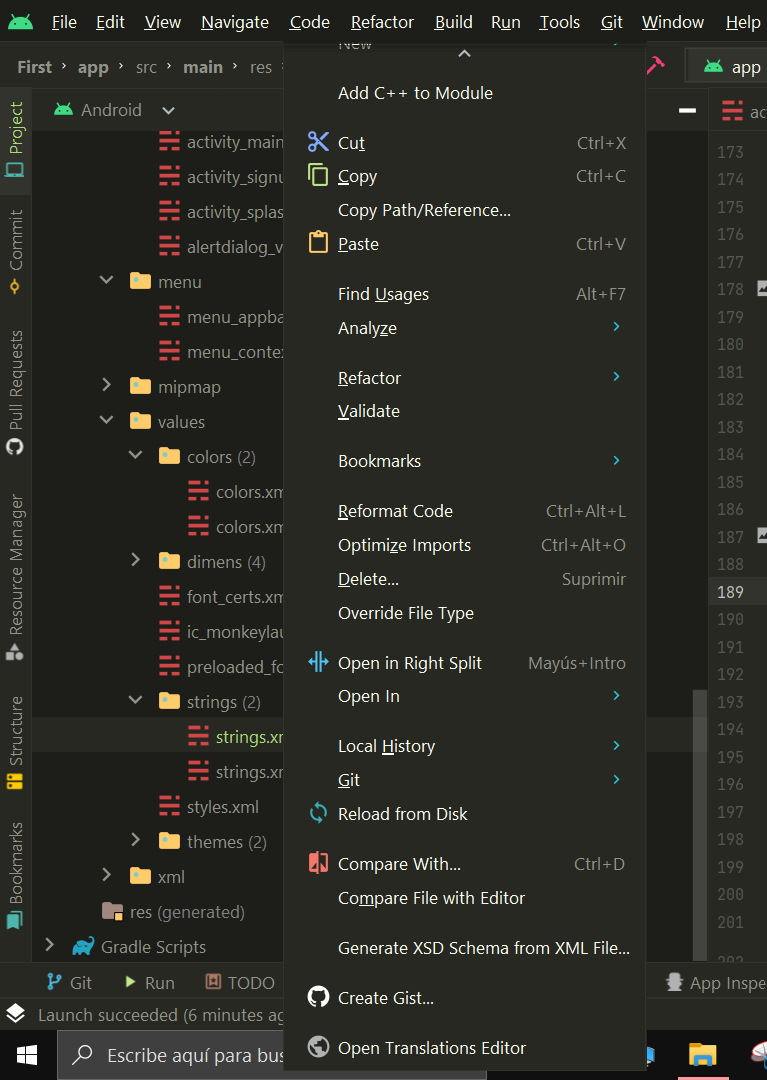 File Edit View Navigate Code Refactor Build Run Tools Git Window Help
First app src main res
app
Android
Project
Commit
Pull Requests
Resource Manager
Structure
Bookmarks
activity_main
activity_signu
activity_splas
alertdialog_v
menu
menu_appba
menu_contex
mipmap
values
colors (2)
colors.xm
colors.xm
dimens (4)
font_certs.xm
ic_monkeylau
preloaded_fo
strings (2)
strings.xm
strings.xm
styles.xml
themes (2)
xml
res (generated)
Gradle Scripts
New
Add C++ to Module
Cut Ctrl+X
Copy Ctrl+C
Copy Path/Reference...
Paste Ctrl+V
Find Usages Alt+F7
Analyze
Refactor
Validate
Bookmarks
Reformat Code Ctrl+Alt+L
Optimize Imports Ctrl+Alt+O
Delete... Suprimir
Override File Type
Open in Right Split Mayús+Intro
Open In
Local History
Git
Reload from Disk
Compare With... Ctrl+D
Compare File with Editor
Generate XSD Schema from XML File...
Create Gist...
Open Translations Editor
ac
173
174
175
176
177
178
179
180
181
182
183
184
185
186
187
188
189
190
191
192
193
194
195
196
197
198
199
200
201
202
Git Run TODO
App Inspe
Launch succeeded (6 minutes ag
Escribe aquí para bus